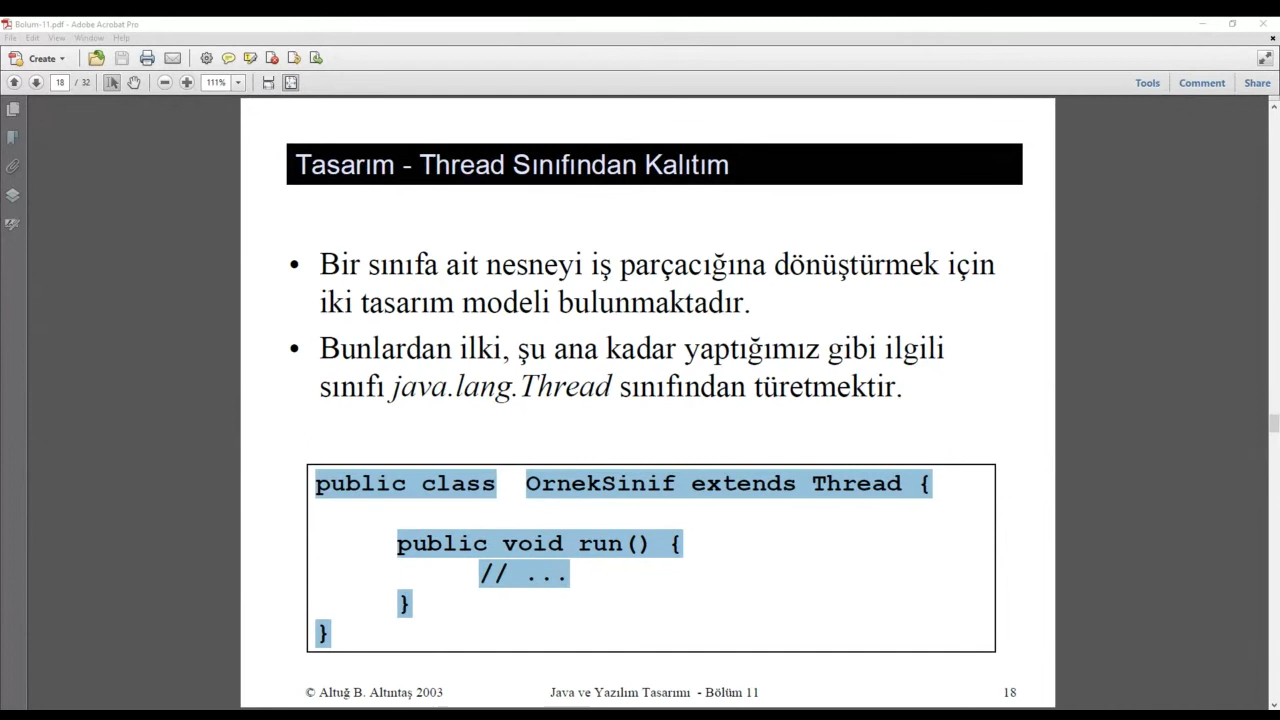 Bolum-11.pdf - Adobe Acrobat Pro
File Edit View Window Help
Create
18 / 32
111%
Tools Comment Share
Tasarım - Thread Sınıfından Kalıtım
• Bir sınıfa ait nesneyi iş parçacığına dönüştürmek için
iki tasarım modeli bulunmaktadır.
• Bunlardan ilki, şu ana kadar yaptığımız gibi ilgili
sınıfı java.lang.Thread sınıfından türetmektir.
public class OrnekSinif extends Thread {
public void run() {
// ...
}
}
© Altuğ B. Altıntaş 2003
Java ve Yazılım Tasarımı - Bölüm 11
18